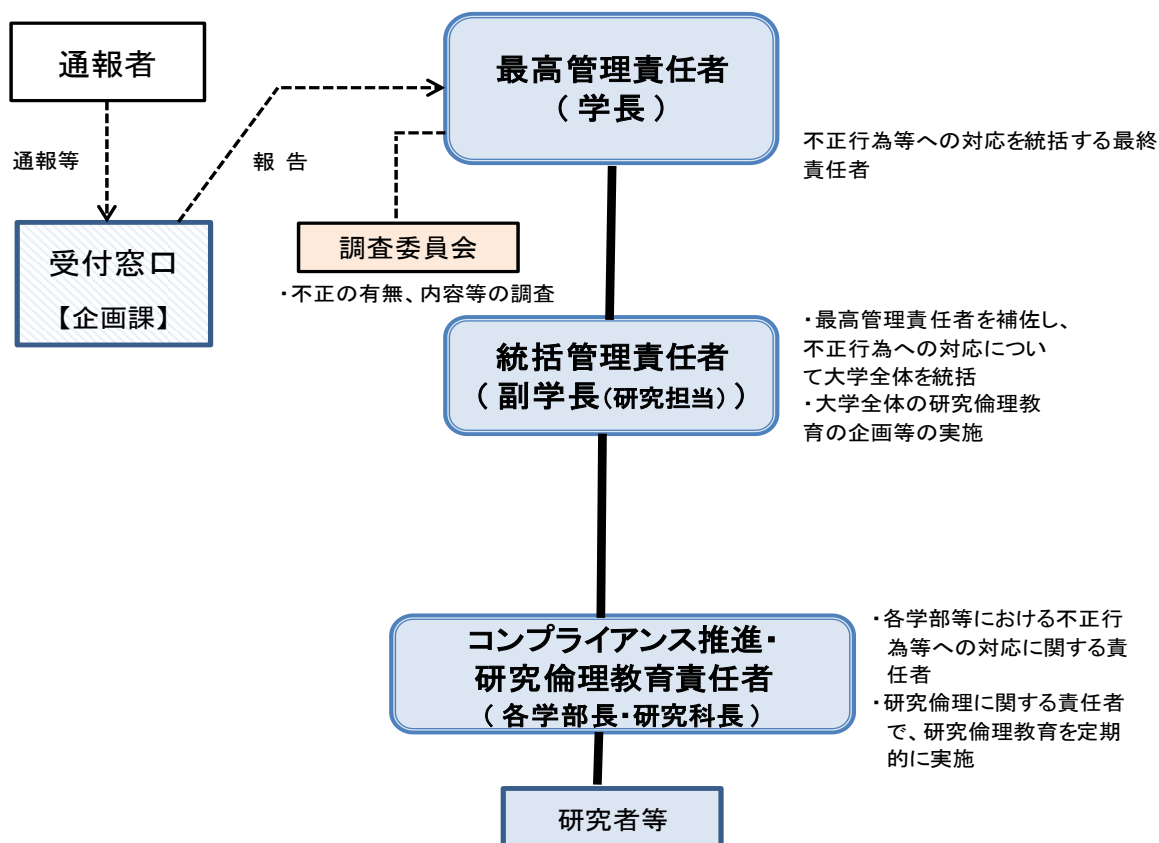 通報者
最高管理責任者
（ 学長 ）
通報等
報 告
不正行為等への対応を統括する最終
責任者
受付窓口
【企画課】
調査委員会
・不正の有無、内容等の調査
統括管理責任者
（ 副学長（研究担当） ）
・最高管理責任者を補佐し、
不正行為への対応につい
て大学全体を統括
・大学全体の研究倫理教
育の企画等の実施
コンプライアンス推進・
研究倫理教育責任者
（ 各学部長・研究科長 ）
・各学部等における不正行
為等への対応に関する責
任者
・研究倫理に関する責任者
で、研究倫理教育を定期
的に実施
研究者等